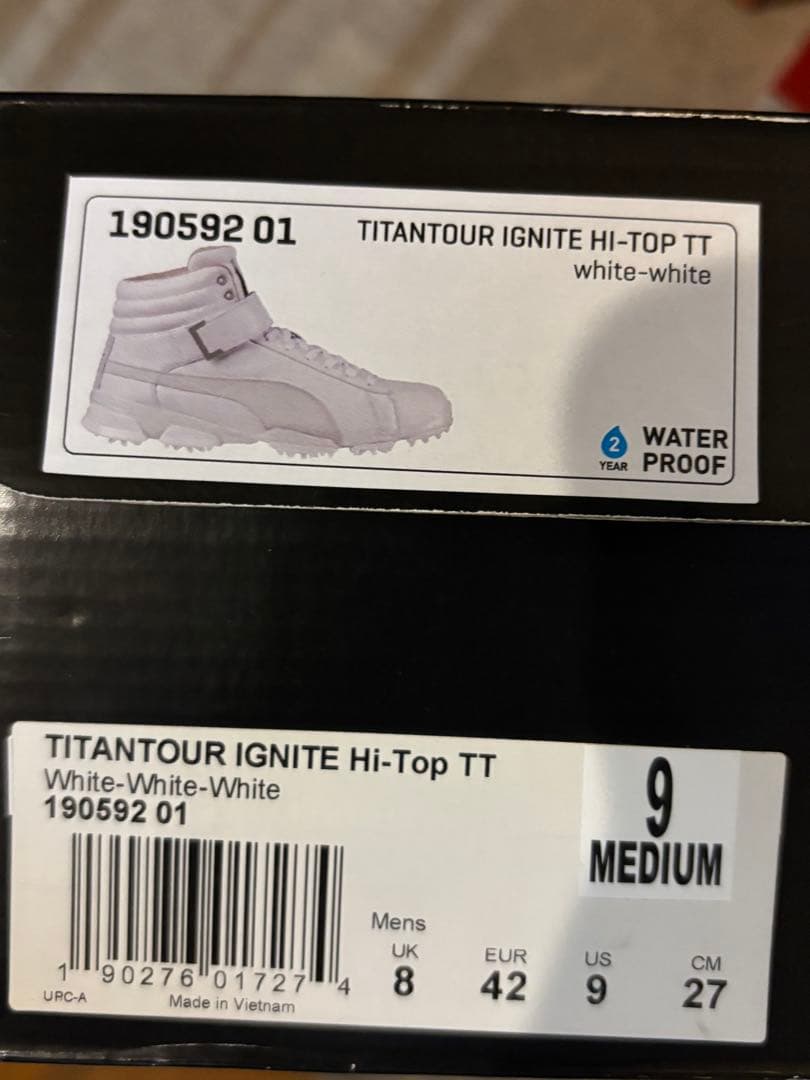 190592 01
TITANTOUR IGNITE HI-TOP TT
white-white
2
YEAR
WATER
PROOF
TITANTOUR IGNITE Hi-Top TT
White-White-White
190592 01
9
MEDIUM
1 90276 01727 4
UPC-A
Made in Vietnam
Mens
UK EUR US CM
8 42 9 27